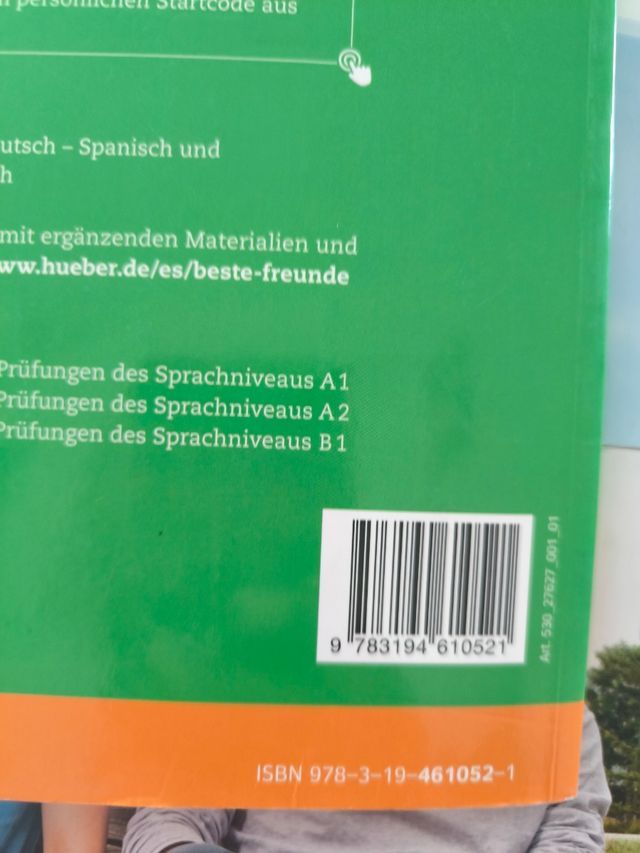 persönlichen Startcode aus
utsch – Spanisch und
h
mit ergänzenden Materialien und
ww.hueber.de/es/beste-freunde
Prüfungen des Sprachniveaus A1
Prüfungen des Sprachniveaus A2
Prüfungen des Sprachniveaus B1
9 783194 610521
Art. 530_27627_001_01
ISBN 978-3-19-461052-1